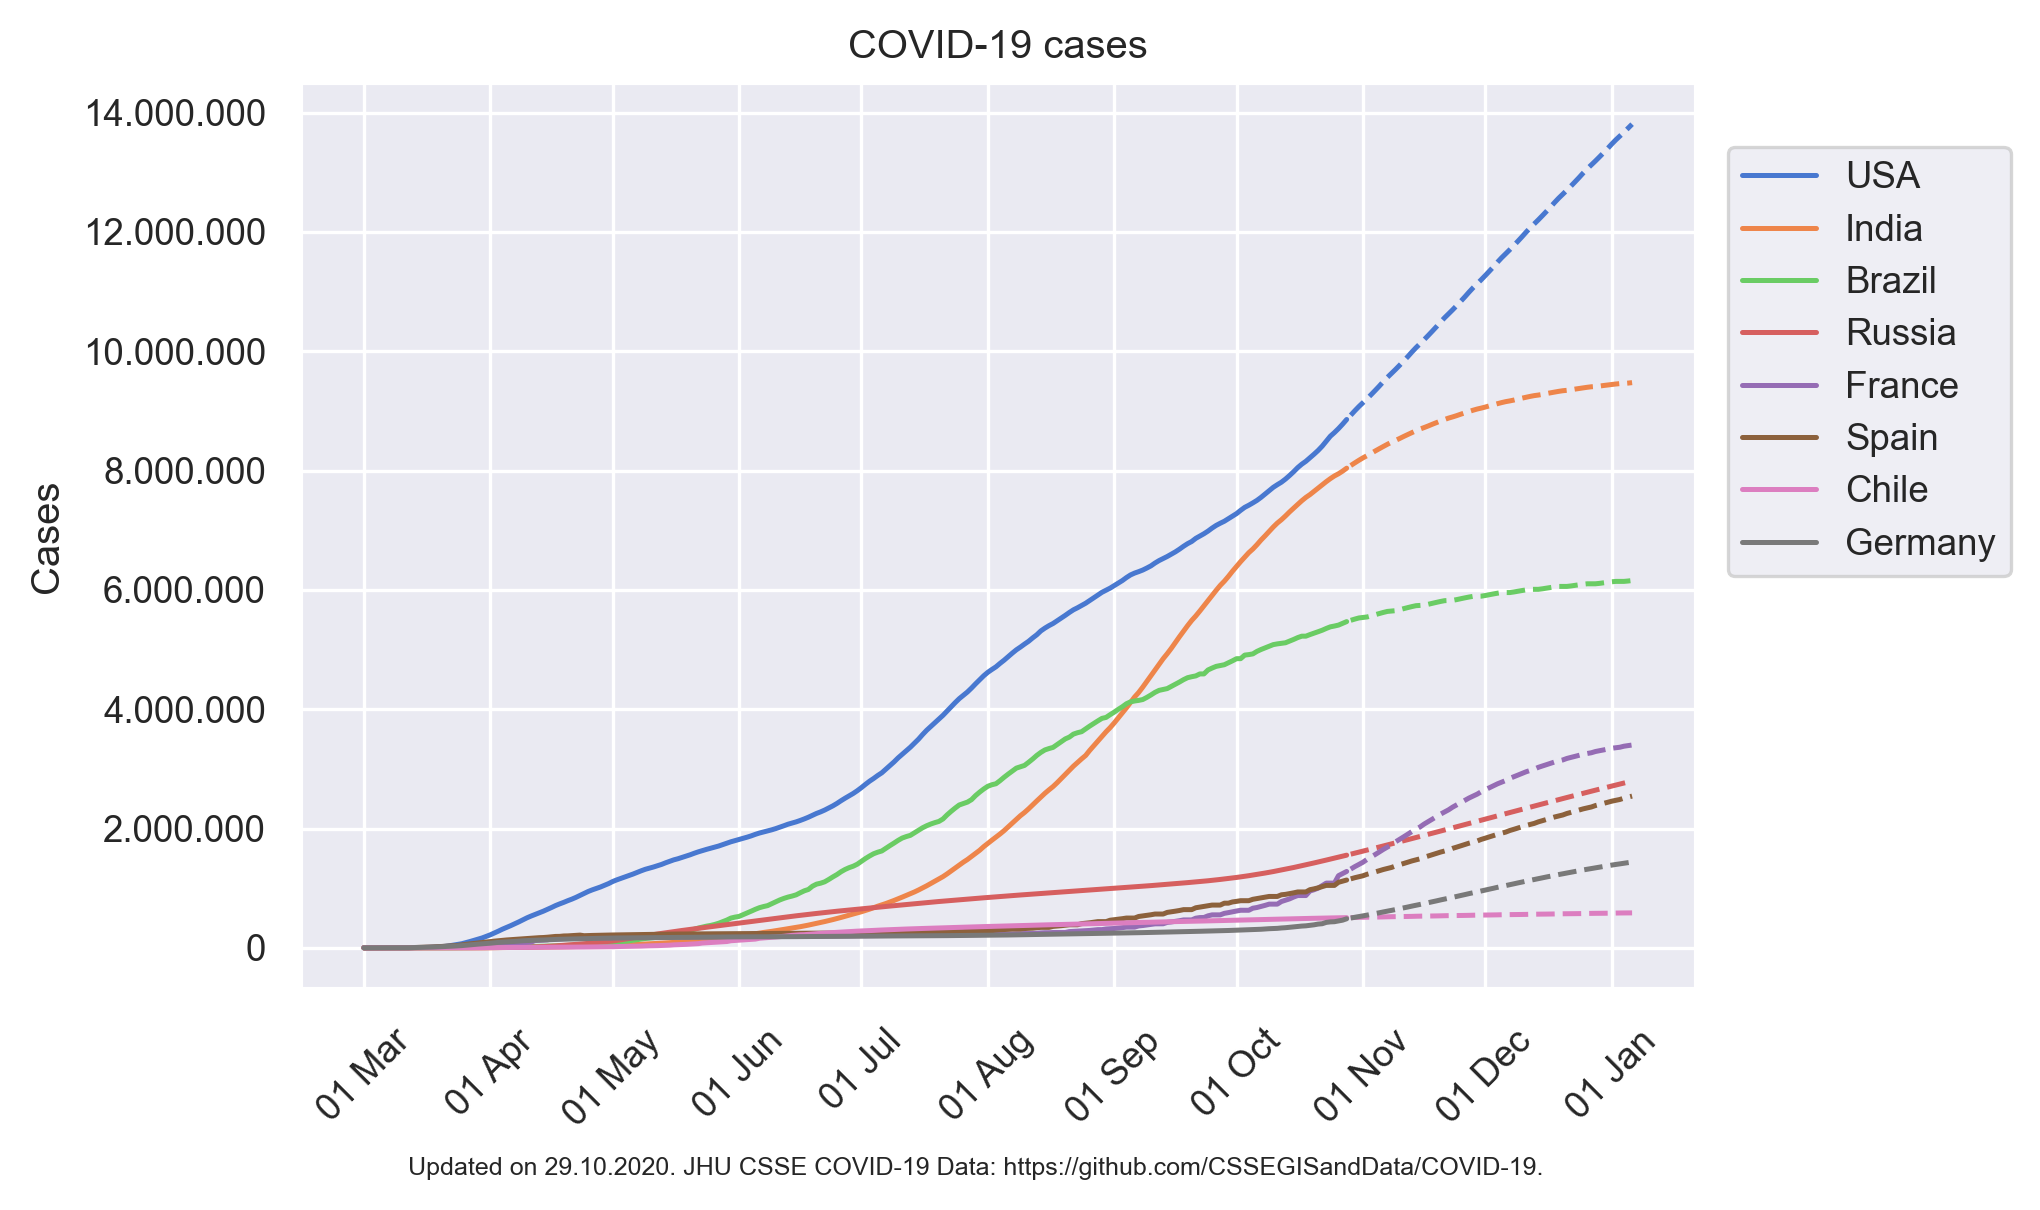 COVID-19 cases
14.000.000
12.000.000
10.000.000
8.000.000
6.000.000
4.000.000
2.000.000
0
Cases
USA
India
Brazil
Russia
France
Spain
Chile
Germany
01 Mar
01 Apr
01 May
01 Jun
01 Jul
01 Aug
01 Sep
01 Oct
01 Nov
01 Dec
01 Jan
Updated on 29.10.2020. JHU CSSE COVID-19 Data: https://github.com/CSSEGISandData/COVID-19.